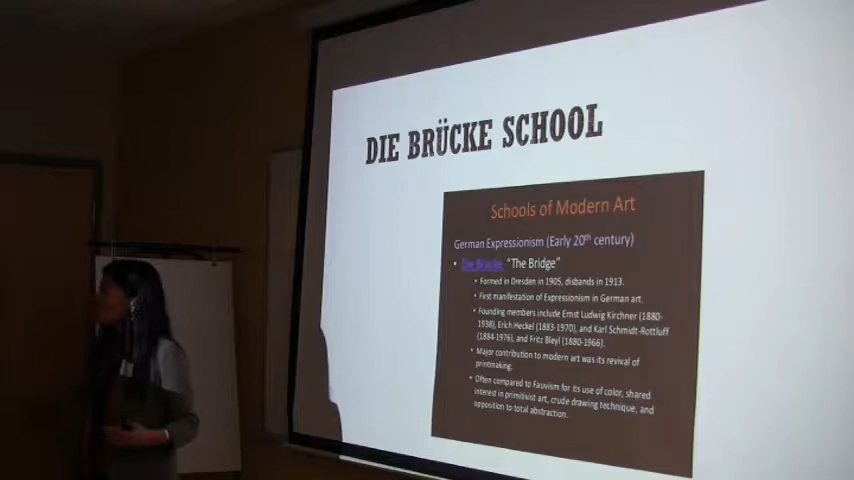 DIE BRÜCKE SCHOOL
Schools of Modern Art
German Expressionism (Early 20th century)
• Die Brücke "The Bridge"
• Formed in Dresden in 1905, disbands in 1913.
• First manifestation of Expressionism in German art.
• Founding members include Ernst Ludwig Kirchner (1880-
1938), Erich Heckel (1883-1970), and Karl Schmidt-Rottluff
(1884-1976), and Fritz Bleyl (1880-1966).
• Major contribution to modern art was its revival of
printmaking.
• Often compared to Fauvism for its use of color, shared
interest in primitivist art, crude drawing technique, and
opposition to total abstraction.